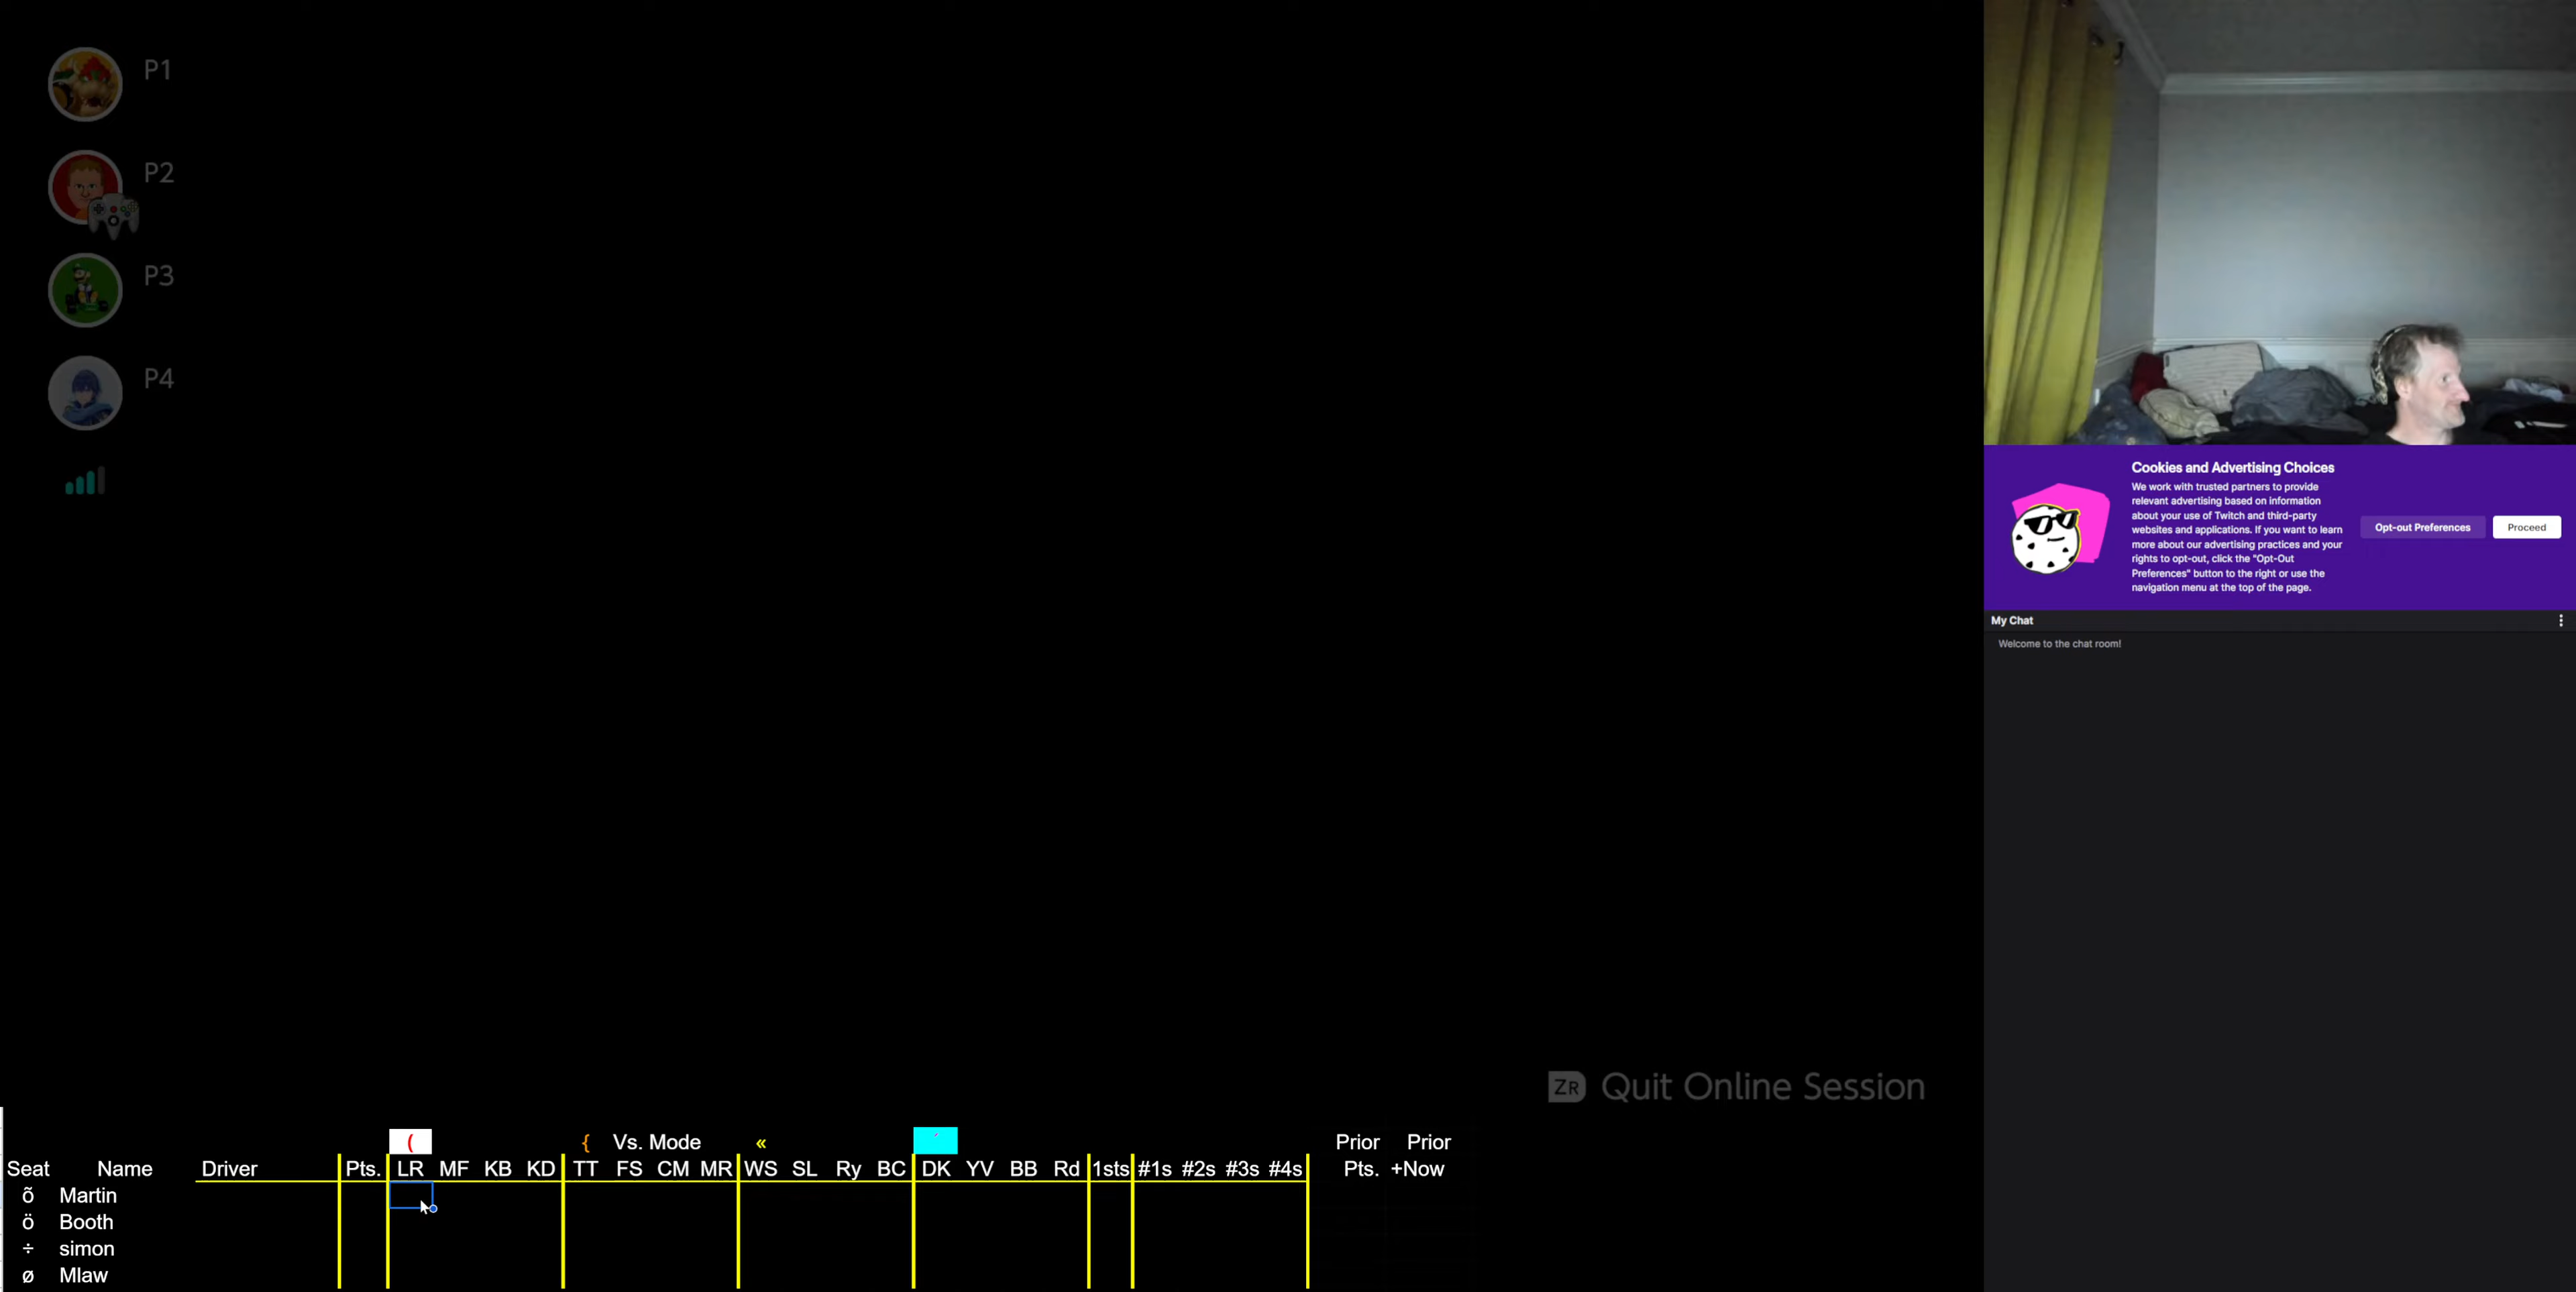 P1
P2
P3
P4
Cookies and Advertising Choices
We work with trusted partners to provide
relevant advertising based on information
about your use of Twitch and third-party
websites and applications. If you want to learn
more about our advertising practices and your
rights to opt-out, click the "Opt-Out
Preferences" button to the right or use the
navigation menu at the top of the page.
Opt-out Preferences
Proceed
My Chat
Welcome to the chat room!
ZR Quit Online Session
( { Vs. Mode « ´ Prior Prior
Seat Name Driver Pts. LR MF KB KD TT FS CM MR WS SL Ry BC DK YV BB Rd 1sts #1s #2s #3s #4s Pts. +Now
õ Martin
ö Booth
÷ simon
ø Mlaw